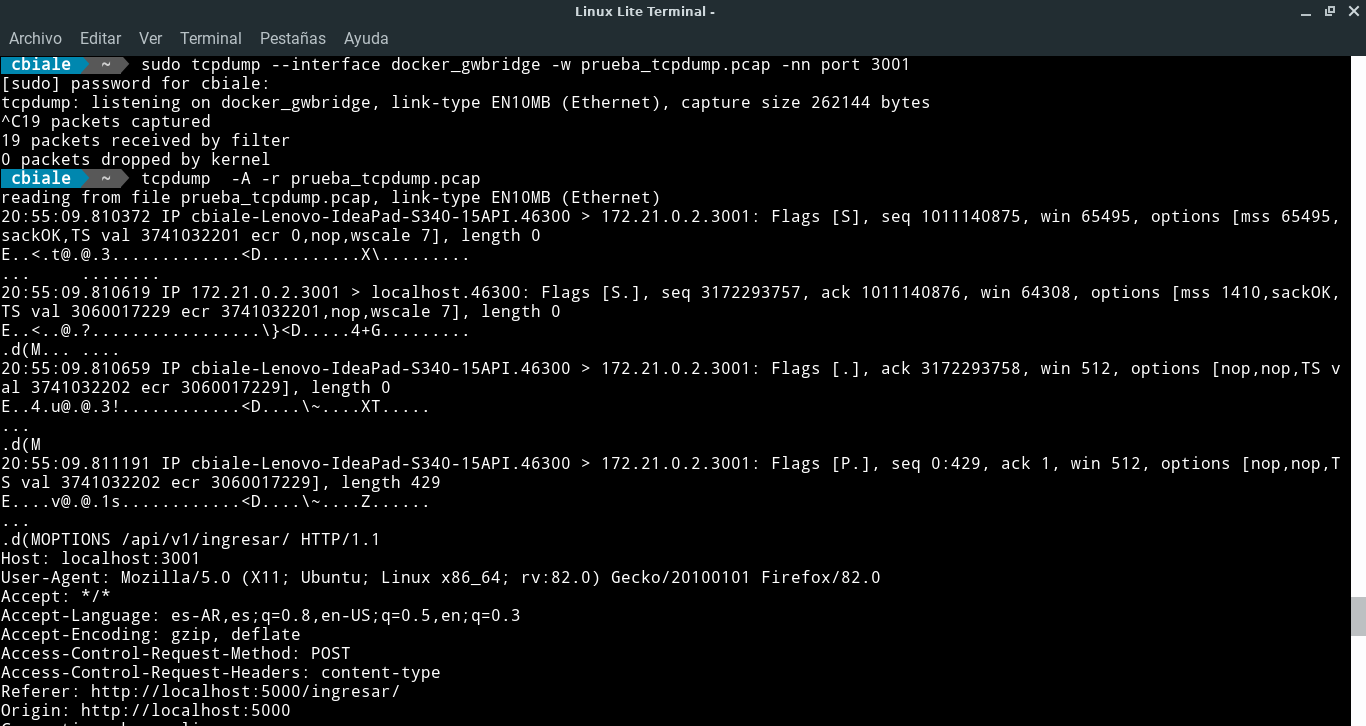 Linux Lite Terminal -
Archivo Editar Ver Terminal Pestañas Ayuda
cbiale ~ sudo tcpdump --interface docker_gwbridge -w prueba_tcpdump.pcap -nn port 3001
[sudo] password for cbiale:
tcpdump: listening on docker_gwbridge, link-type EN10MB (Ethernet), capture size 262144 bytes
^C19 packets captured
19 packets received by filter
0 packets dropped by kernel
cbiale ~ tcpdump  -A -r prueba_tcpdump.pcap
reading from file prueba_tcpdump.pcap, link-type EN10MB (Ethernet)
20:55:09.810372 IP cbiale-Lenovo-IdeaPad-S340-15API.46300 > 172.21.0.2.3001: Flags [S], seq 1011140875, win 65495, options [mss 65495,
sackOK,TS val 3741032201 ecr 0,nop,wscale 7], length 0
E..<.t@.@.3.............<D..........X\.........
...     ........
20:55:09.810619 IP 172.21.0.2.3001 > localhost.46300: Flags [S.], seq 3172293757, ack 1011140876, win 64308, options [mss 1410,sackOK,
TS val 3060017229 ecr 3741032201,nop,wscale 7], length 0
E..<..@.?.................\}<D.....4+G.........
.d(M... ....
20:55:09.810659 IP cbiale-Lenovo-IdeaPad-S340-15API.46300 > 172.21.0.2.3001: Flags [.], ack 3172293758, win 512, options [nop,nop,TS v
al 3741032202 ecr 3060017229], length 0
E..4.u@.@.3!............<D....\~....XT.....
...
.d(M
20:55:09.811191 IP cbiale-Lenovo-IdeaPad-S340-15API.46300 > 172.21.0.2.3001: Flags [P.], seq 0:429, ack 1, win 512, options [nop,nop,T
S val 3741032202 ecr 3060017229], length 429
E....v@.@.1s............<D....\~....Z......
...
.d(MOPTIONS /api/v1/ingresar/ HTTP/1.1
Host: localhost:3001
User-Agent: Mozilla/5.0 (X11; Ubuntu; Linux x86_64; rv:82.0) Gecko/20100101 Firefox/82.0
Accept: */*
Accept-Language: es-AR,es;q=0.8,en-US;q=0.5,en;q=0.3
Accept-Encoding: gzip, deflate
Access-Control-Request-Method: POST
Access-Control-Request-Headers: content-type
Referer: http://localhost:5000/ingresar/
Origin: http://localhost:5000